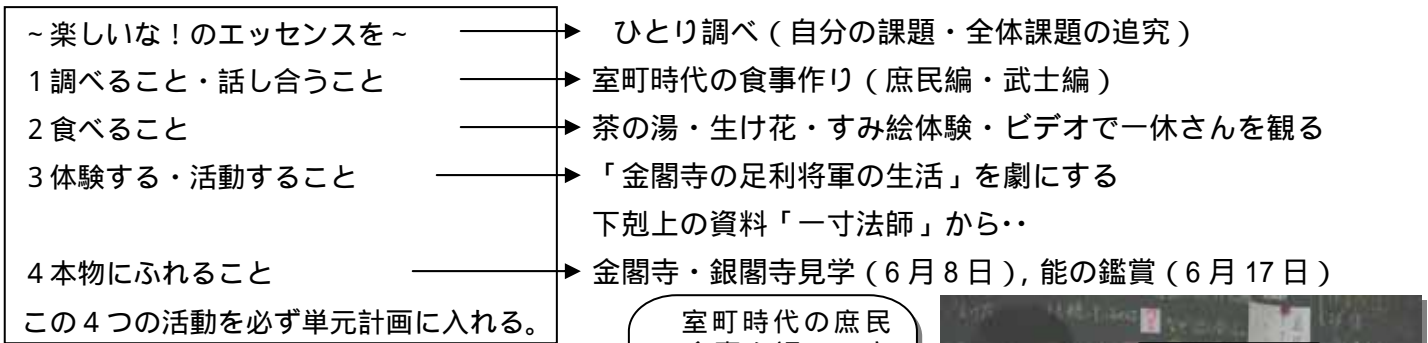 ~楽しいな!のエッセンスを~
1調べること・話し合うこと
2食べること
3体験する・活動すること
4本物にふれること
この4つの活動を必ず単元計画に入れる。
ひとり調べ(自分の課題・全体課題の追究)
室町時代の食事作り(庶民編・武士編)
茶の湯・生け花・すみ絵体験・ビデオで一休さんを観る
「金閣寺の足利将軍の生活」を劇にする
下剋上の資料「一寸法師」から‥
金閣寺・銀閣寺見学(6月8日),能の鑑賞(6月17日)
室町時代の庶民